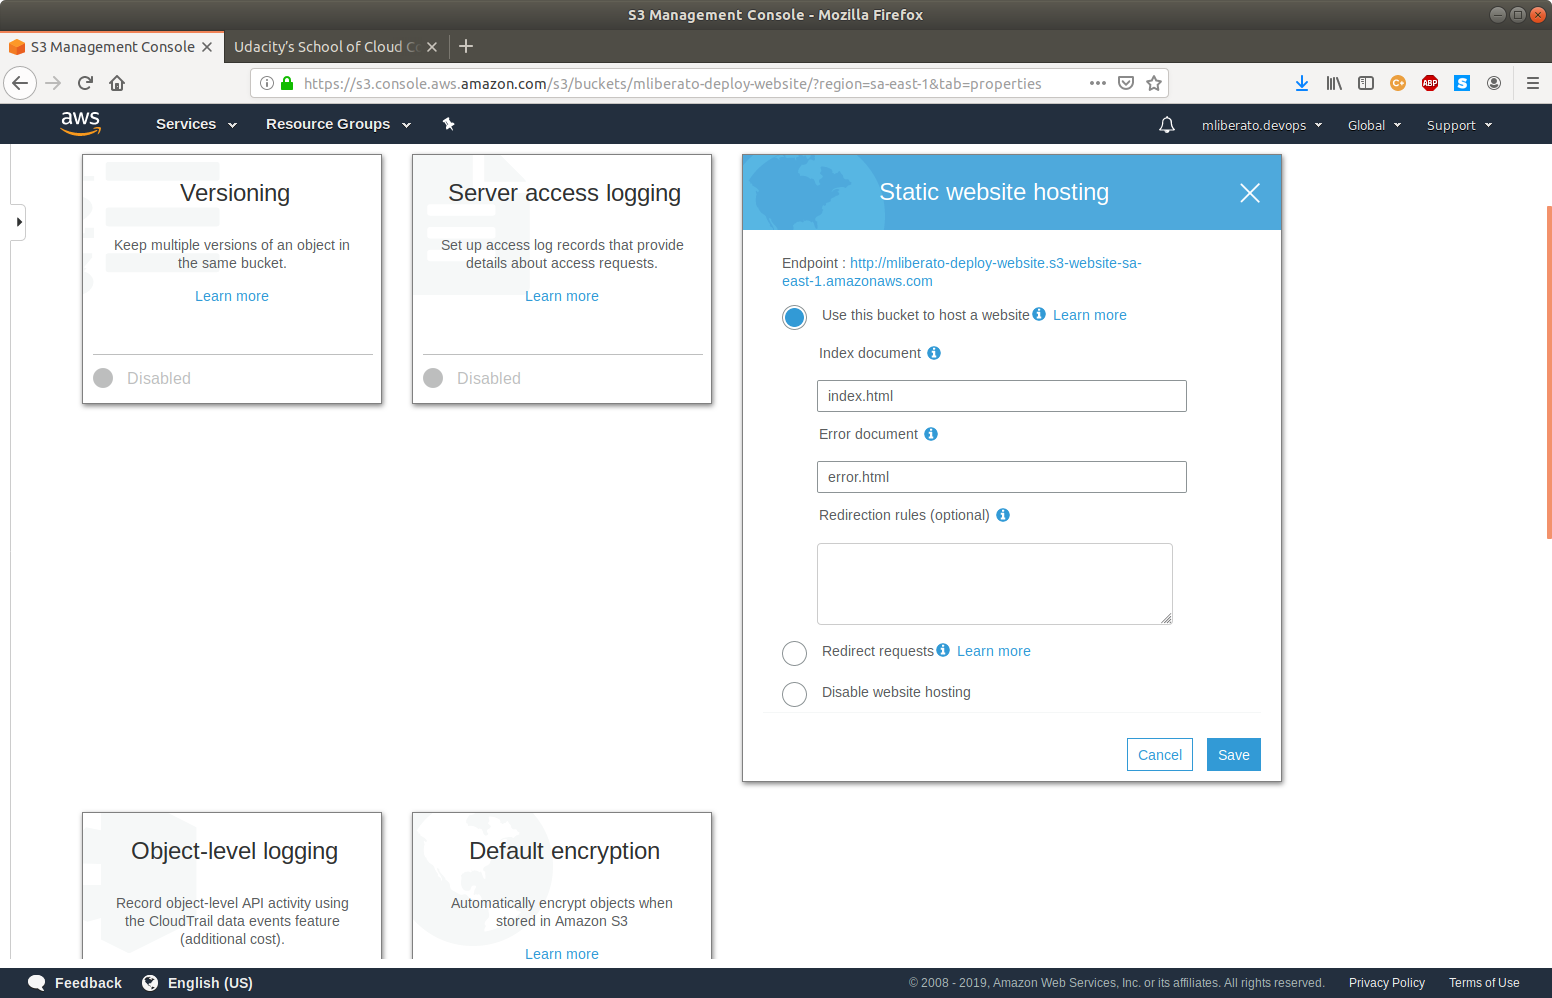 S3 Management Console - Mozilla Firefox
S3 Management Console
Udacity's School of Cloud C
https://s3.console.aws.amazon.com/s3/buckets/mliberato-deploy-website/?region=sa-east-1&tab=properties
C+
ABP
S
aws
Services
Resource Groups
mliberato.devops
Global
Support
Versioning
Keep multiple versions of an object in
the same bucket.
Learn more
Disabled
Server access logging
Set up access log records that provide
details about access requests.
Learn more
Disabled
Static website hosting
Endpoint : http://mliberato-deploy-website.s3-website-sa-
east-1.amazonaws.com
Use this bucket to host a website Learn more
Index document
index.html
Error document
error.html
Redirection rules (optional)
Redirect requests Learn more
Disable website hosting
Cancel Save
Object-level logging
Record object-level API activity using
the CloudTrail data events feature
(additional cost).
Default encryption
Automatically encrypt objects when
stored in Amazon S3
Learn more
Feedback
English (US)
© 2008 - 2019, Amazon Web Services, Inc. or its affiliates. All rights reserved.
Privacy Policy
Terms of Use